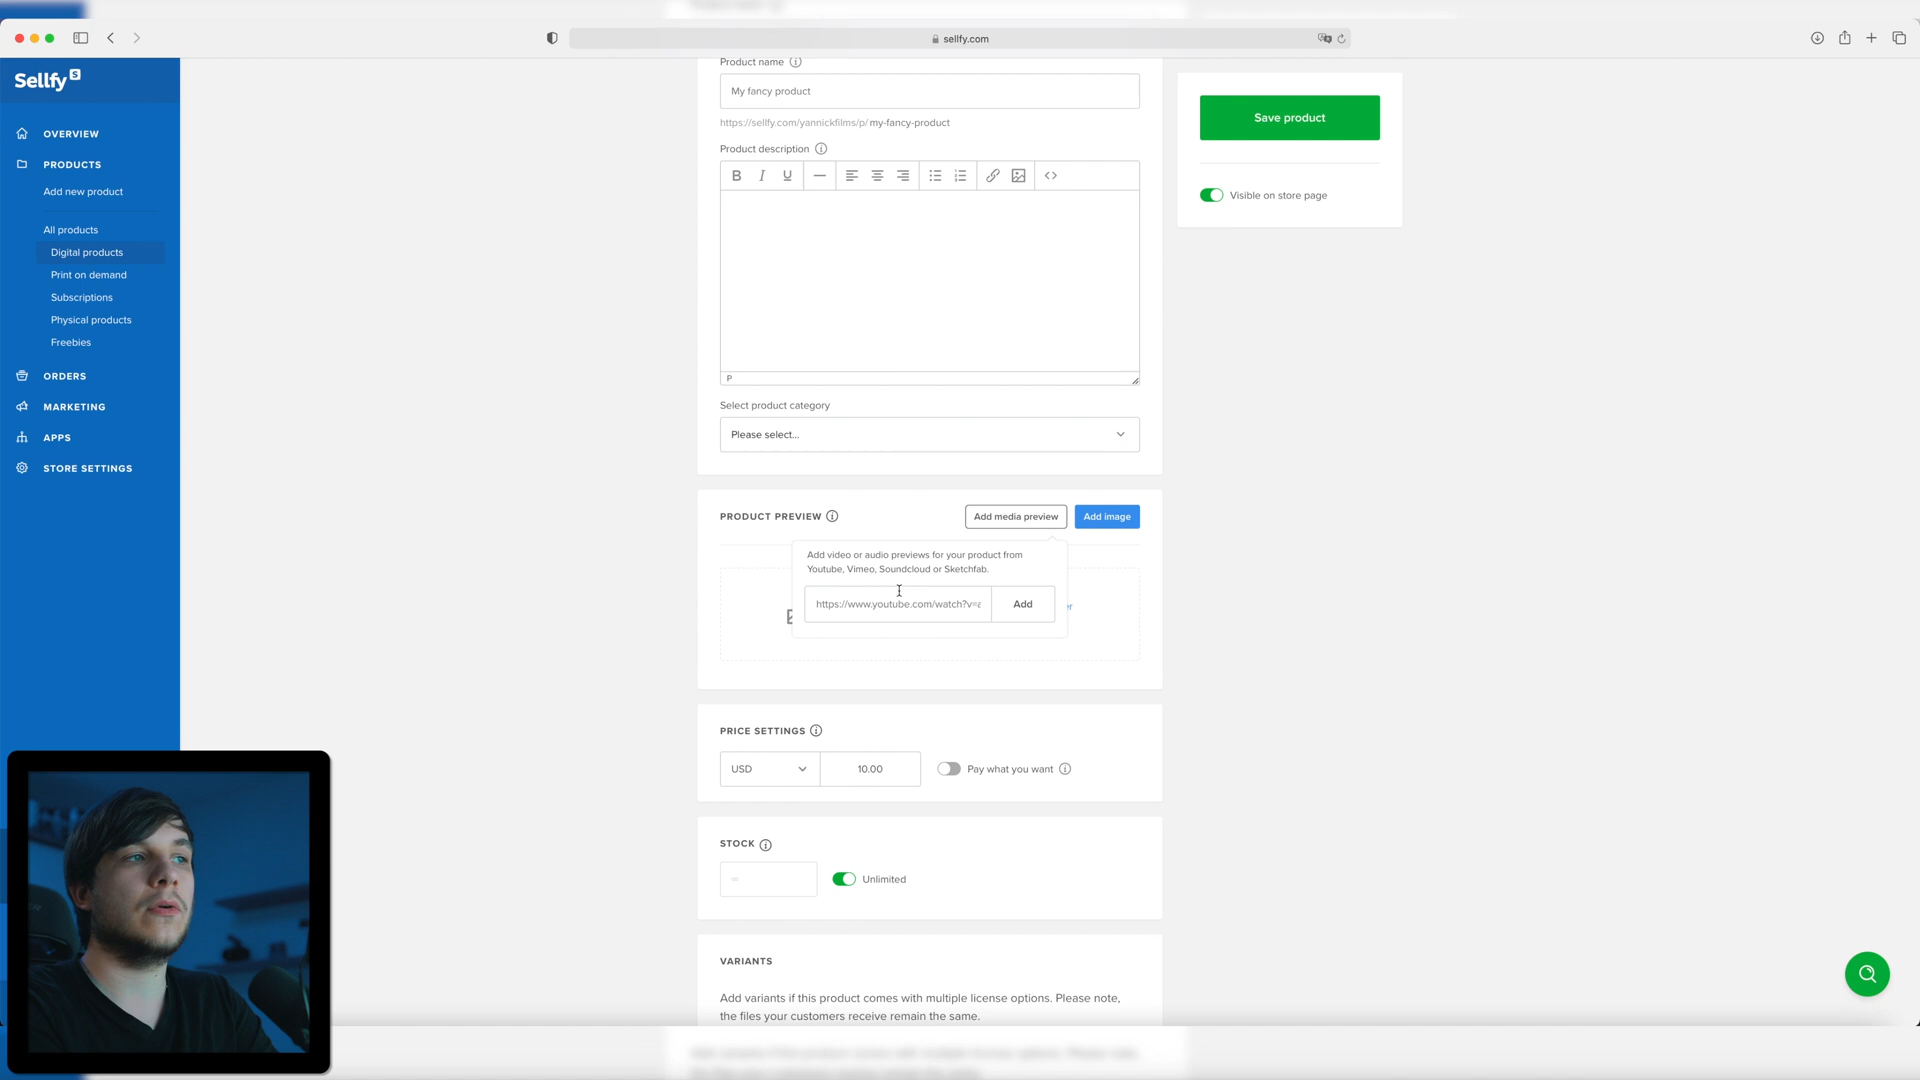 sellfy.com
Sellfy S
OVERVIEW
PRODUCTS
Add new product
All products
Digital products
Print on demand
Subscriptions
Physical products
Freebies
ORDERS
MARKETING
APPS
STORE SETTINGS
Product name
My fancy product
https://sellfy.com/yannickfilms/p/ my-fancy-product
Product description
B I U
P
Select product category
Please select...
PRODUCT PREVIEW
Add media preview
Add image
Add video or audio previews for your product from
Youtube, Vimeo, Soundcloud or Sketchfab.
https://www.youtube.com/watch?v=
Add
er
PRICE SETTINGS
USD
10.00
Pay what you want
STOCK
∞
Unlimited
VARIANTS
Add variants if this product comes with multiple license options. Please note,
the files your customers receive remain the same.
Save product
Visible on store page